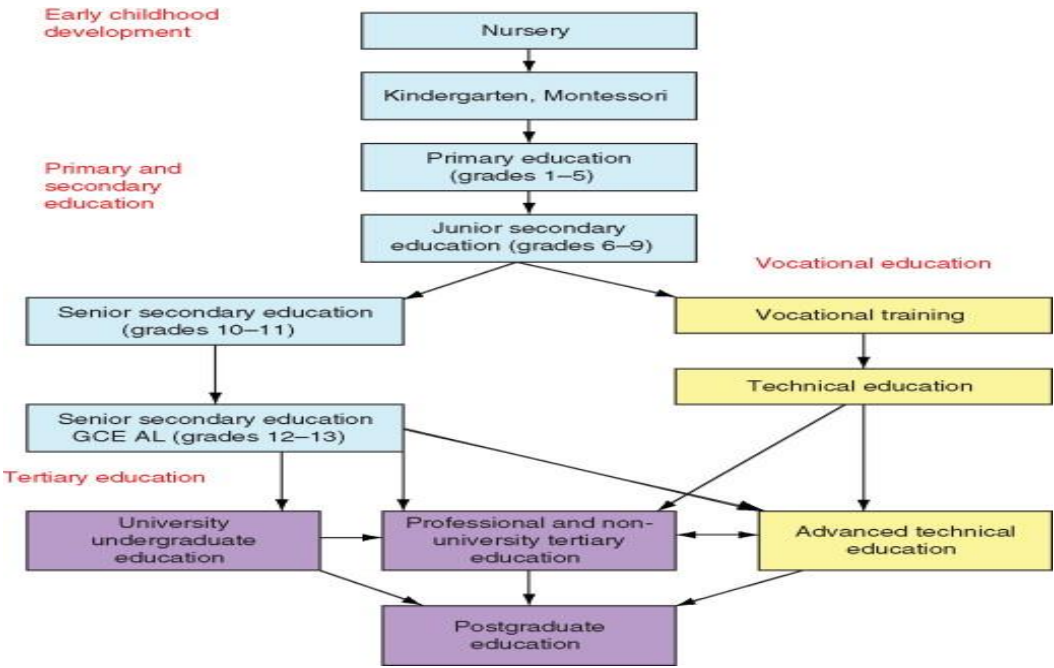 Early childhood
development
Nursery
Kindergarten, Montessori
Primary and
secondary
education
Primary education
(grades 1–5)
Junior secondary
education (grades 6–9)
Vocational education
Senior secondary education
(grades 10–11)
Vocational training
Technical education
Senior secondary education
GCE AL (grades 12–13)
Tertiary education
University
undergraduate
education
Professional and non-
university tertiary
education
Advanced technical
education
Postgraduate
education